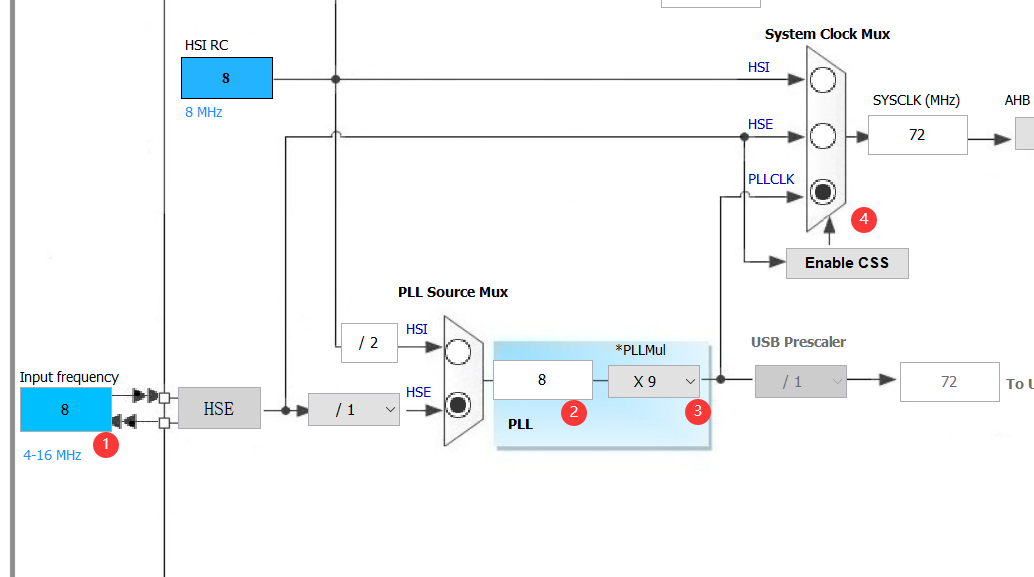 System Clock Mux
HSI RC
8
8 MHz
HSI
SYSCLK (MHz)
AHB
HSE
72
PLLCLK
4
Enable CSS
PLL Source Mux
HSI
/ 2
*PLLMul
USB Prescaler
Input frequency
8
HSE
/ 1
HSE
8
X 9
/ 1
72
To U
1
2
3
PLL
4-16 MHz